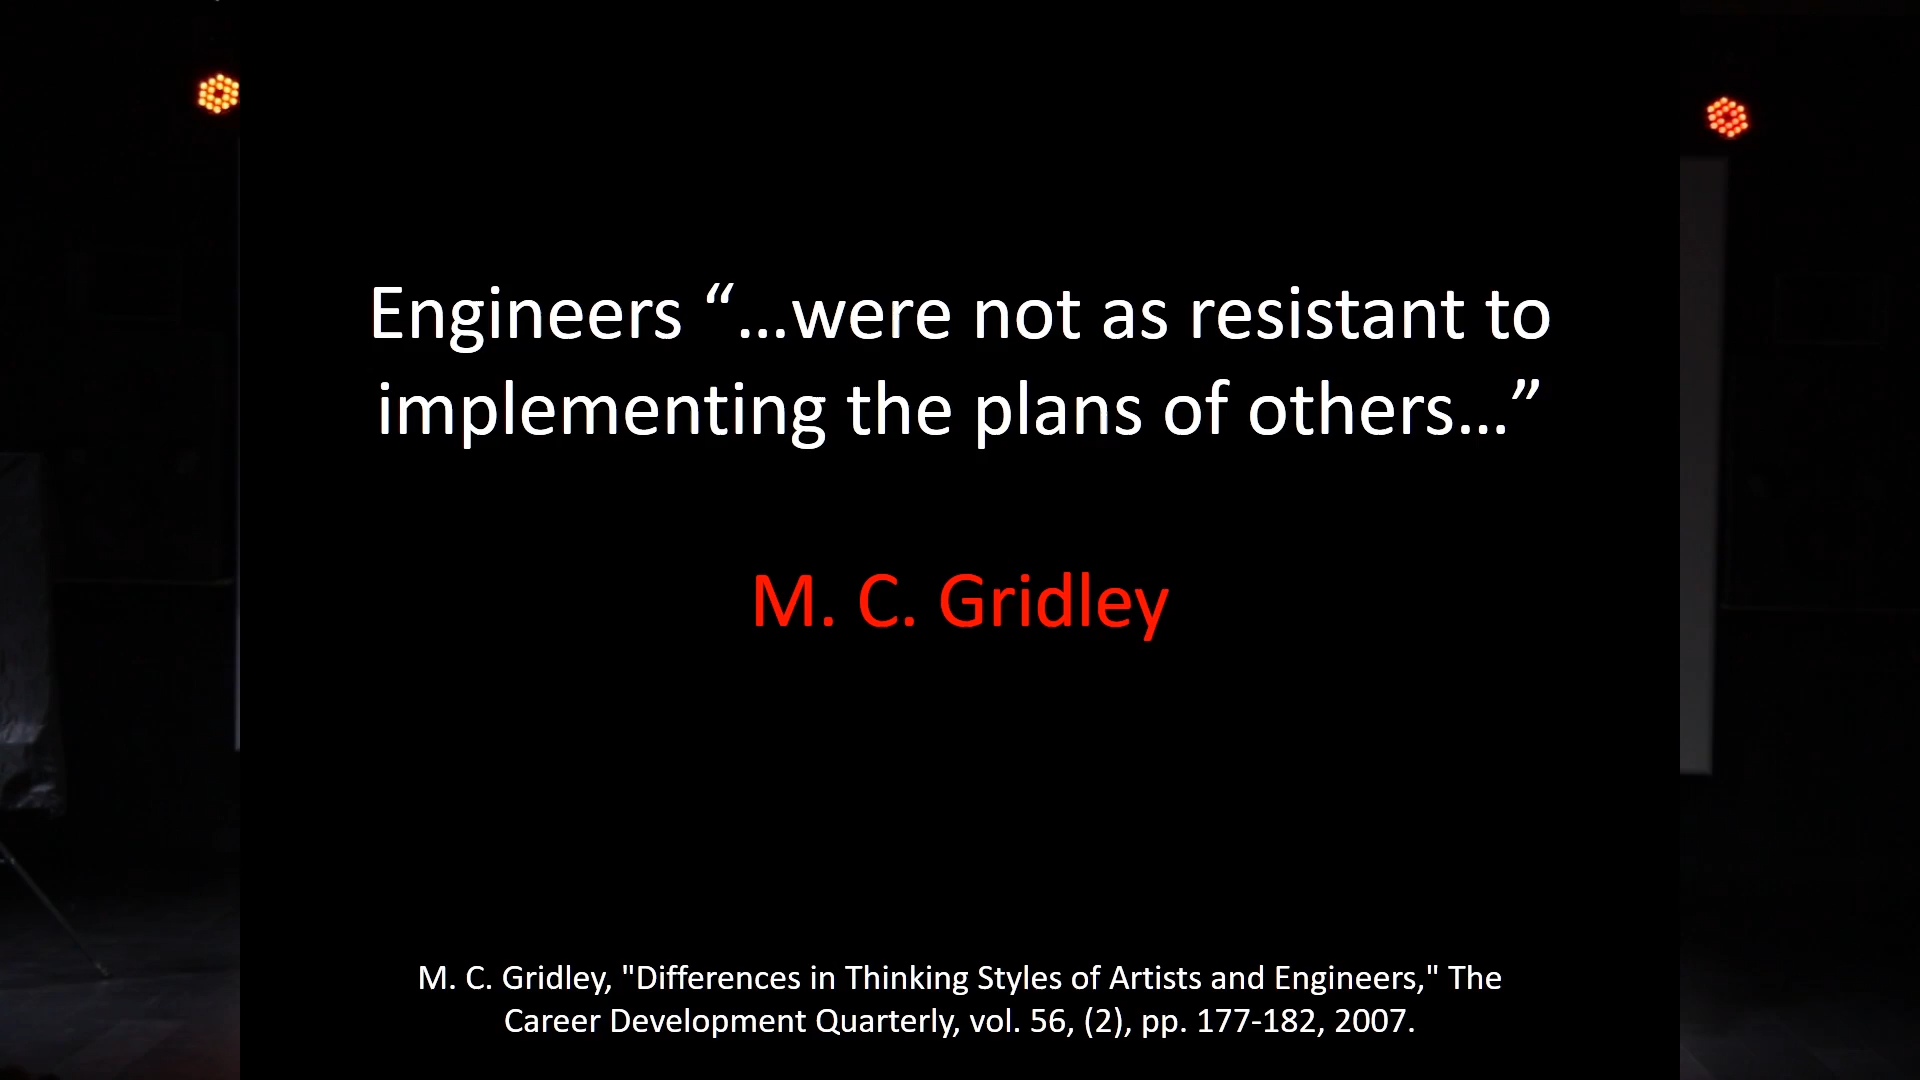 Engineers “…were not as resistant to
implementing the plans of others…”
M. C. Gridley
M. C. Gridley, "Differences in Thinking Styles of Artists and Engineers," The
Career Development Quarterly, vol. 56, (2), pp. 177-182, 2007.